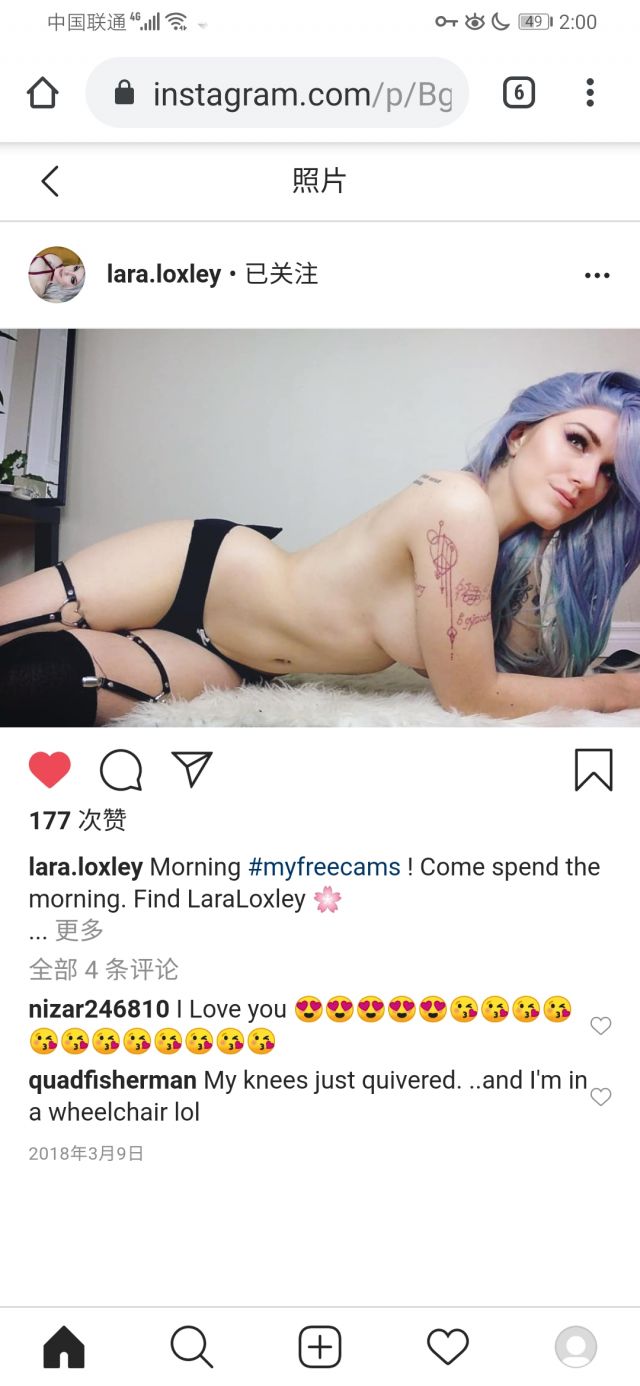 中国联通 4G 49 2:00
instagram.com/p/Bg
6
照片
lara.loxley • 已关注
177 次赞
lara.loxley Morning #myfreecams ! Come spend the
morning. Find LaraLoxley 🌸
... 更多
全部 4 条评论
nizar246810 I Love you 😍😍😍😍😍😘😘😘😘
😘😘😘😘😘😘😘😘
quadfisherman My knees just quivered. ..and I'm in
a wheelchair lol
2018年3月9日